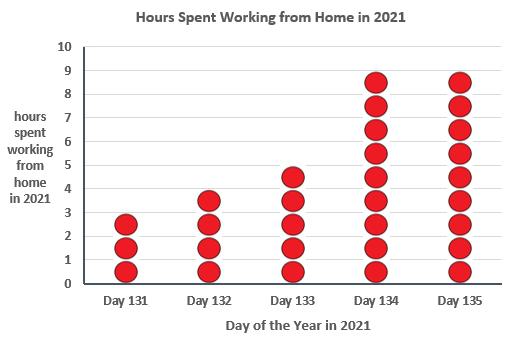 Hours Spent Working from Home in 2021
10
9
8
7
6
5
4
3
2
1
0
hours
spent
working
from
home
in 2021
Day 131 Day 132 Day 133 Day 134 Day 135
Day of the Year in 2021